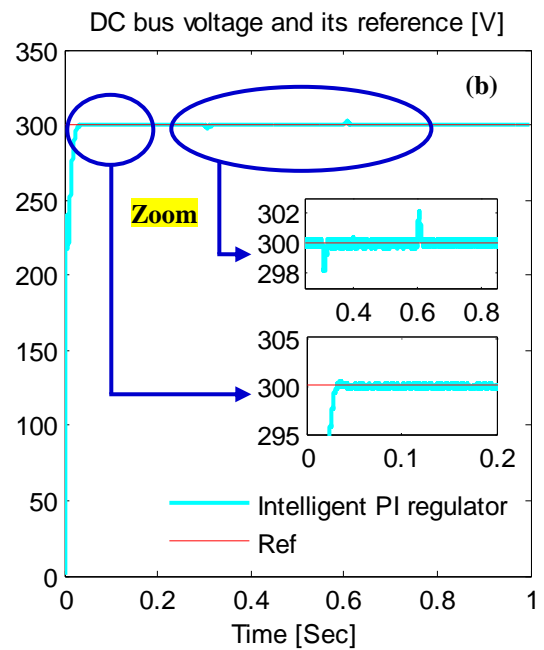 DC bus voltage and its reference [V]
(b)
350
300
250
200
150
100
50
0
Zoom
302
300
298
0.4 0.6 0.8
305
300
295
0 0.1 0.2
Intelligent PI regulator
Ref
0 0.2 0.4 0.6 0.8 1
Time [Sec]